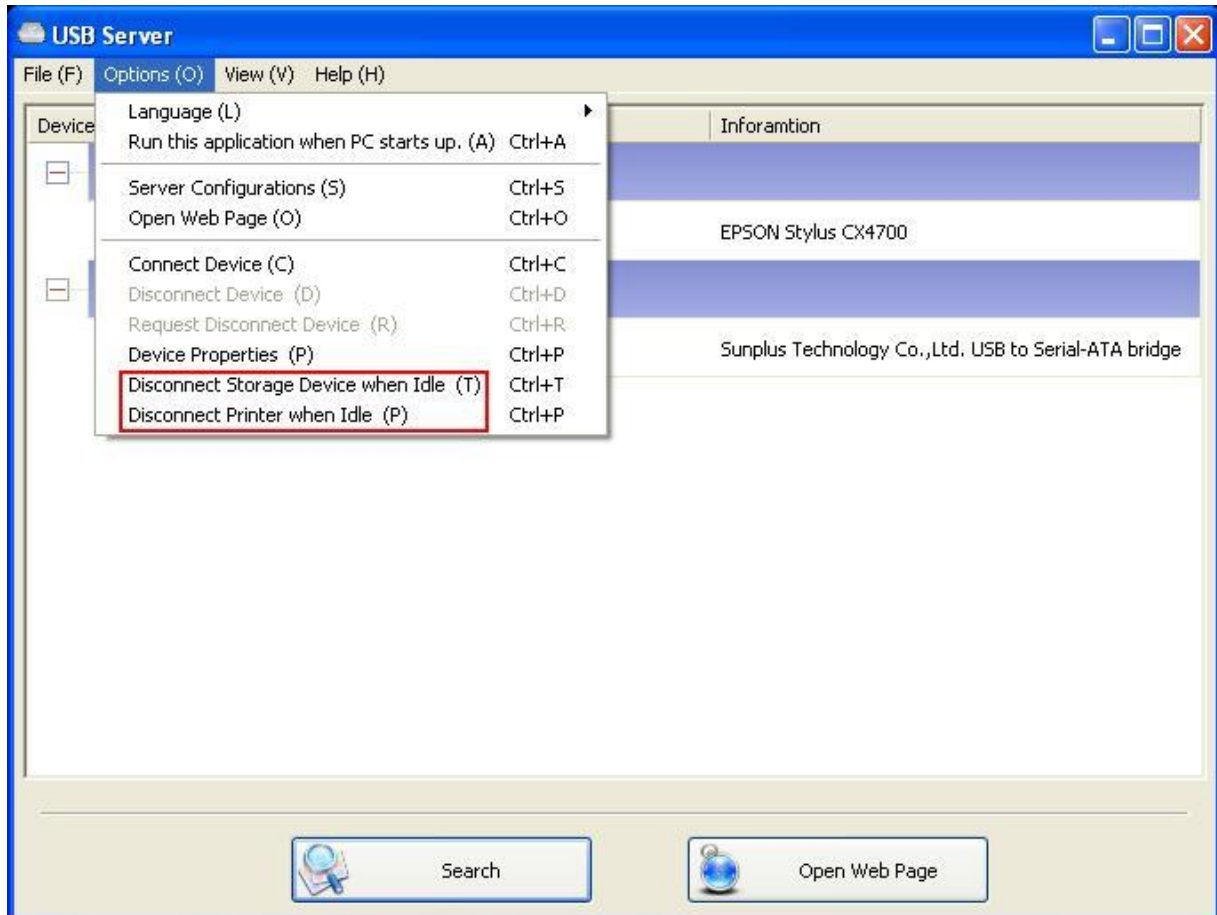 USB Server
File (F) Options (O) View (V) Help (H)
Device Inforamtion
Language (L)
Run this application when PC starts up. (A) Ctrl+A
Server Configurations (S) Ctrl+S
Open Web Page (O) Ctrl+O
EPSON Stylus CX4700
Connect Device (C) Ctrl+C
Disconnect Device (D) Ctrl+D
Request Disconnect Device (R) Ctrl+R
Device Properties (P) Ctrl+P
Sunplus Technology Co.,Ltd. USB to Serial-ATA bridge
Disconnect Storage Device when Idle (T) Ctrl+T
Disconnect Printer when Idle (P) Ctrl+P
Search Open Web Page